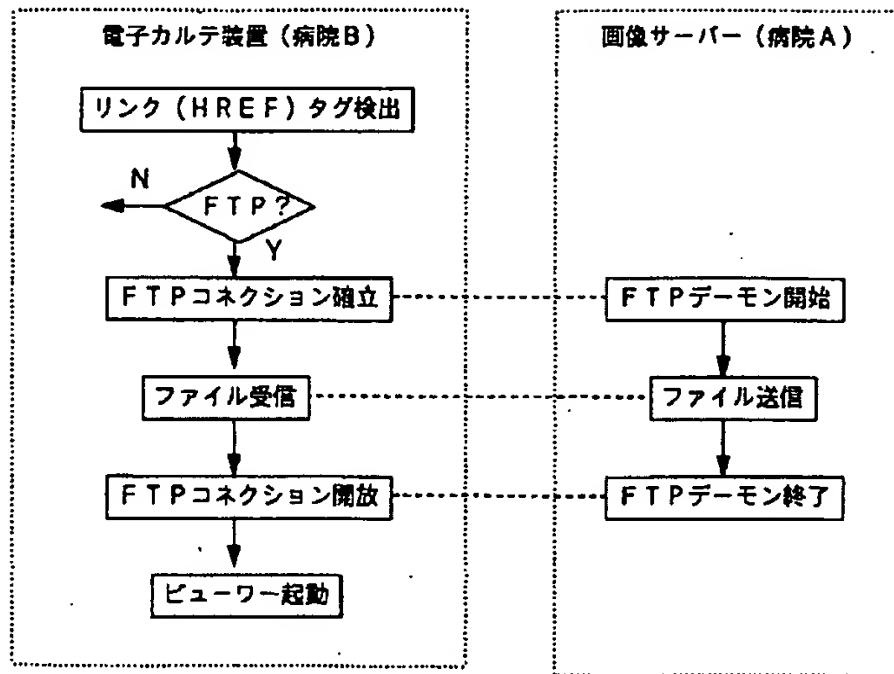 電子カルテ装置（病院B）
リンク（HREF）タグ検出
N
FTP?
Y
FTPコネクション確立
ファイル受信
FTPコネクション開放
ビューワー起動
画像サーバー（病院A）
FTPデーモン開始
ファイル送信
FTPデーモン終了